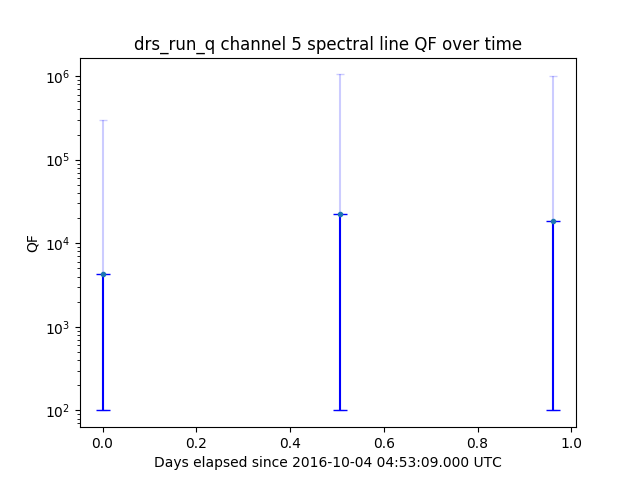 drs_run_q channel 5 spectral line QF over time
10⁶
10⁵
10⁴
10³
10²
QF
0.0 0.2 0.4 0.6 0.8 1.0
Days elapsed since 2016-10-04 04:53:09.000 UTC